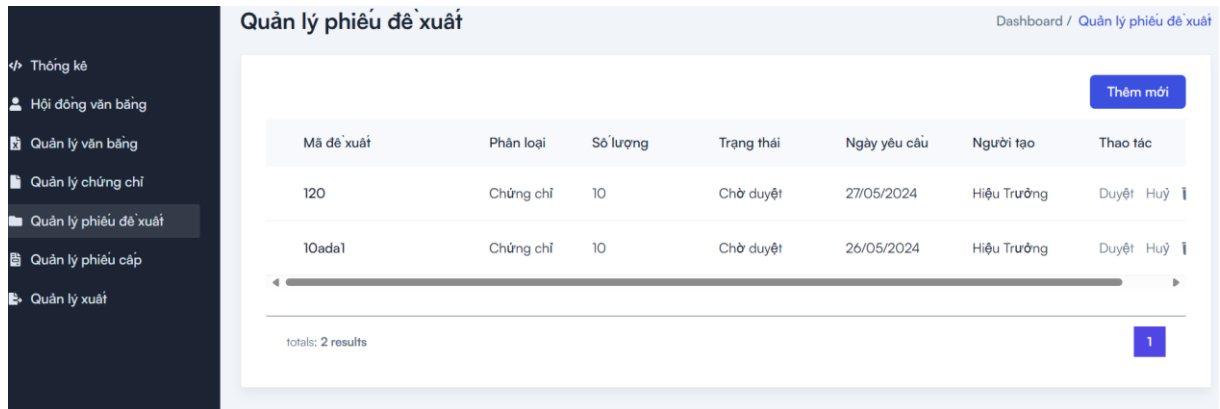 Quản lý phiếu đề xuất
Dashboard / Quản lý phiếu đề xuất
Thống kê
Hội đồng văn bằng
Quản lý văn bằng
Quản lý chứng chỉ
Quản lý phiếu đề xuất
Quản lý phiếu cấp
Quản lý xuất
Thêm mới
Mã đề xuất Phân loại Số lượng Trạng thái Ngày yêu cầu Người tạo Thao tác
120 Chứng chỉ 10 Chờ duyệt 27/05/2024 Hiệu Trưởng Duyệt Huỷ
10ada1 Chứng chỉ 10 Chờ duyệt 26/05/2024 Hiệu Trưởng Duyệt Huỷ
totals: 2 results
1